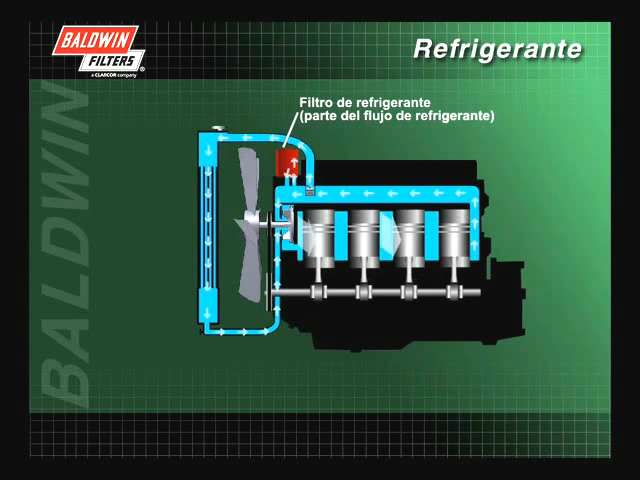 BALDWIN
FILTERS
a CLARCOR company
Refrigerante
Filtro de refrigerante
(parte del flujo de refrigerante)
BALDWIN